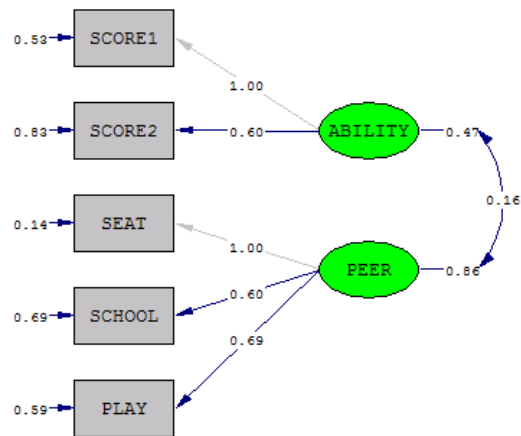 0.53 SCORE1
1.00
0.83 SCORE2 0.60 ABILITY 0.47
0.16
0.14 SEAT
1.00
PEER 0.86
0.60
0.69 SCHOOL
0.69
0.59 PLAY